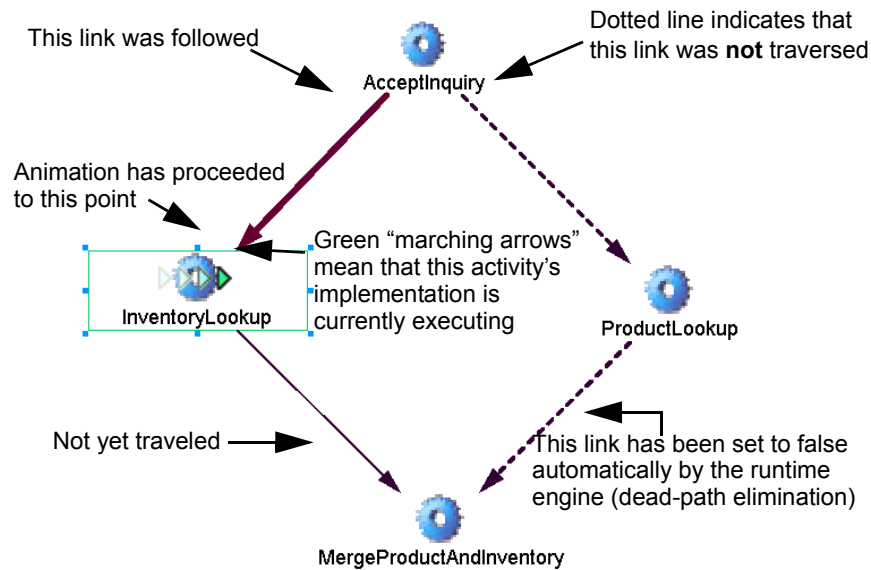 This link was followed
Dotted line indicates that
this link was not traversed
AcceptInquiry
Animation has proceeded
to this point
Green “marching arrows”
mean that this activity’s
implementation is
currently executing
InventoryLookup
ProductLookup
Not yet traveled
This link has been set to false
automatically by the runtime
engine (dead-path elimination)
MergeProductAndInventory